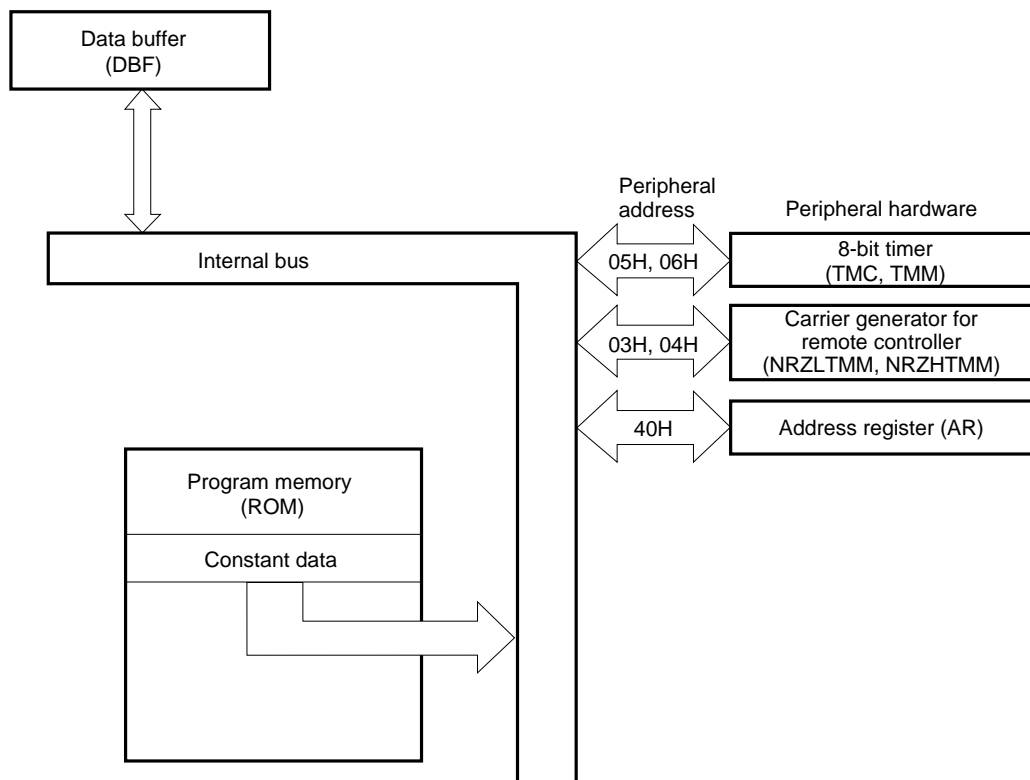 Data buffer
(DBF)
Peripheral
address
Peripheral hardware
Internal bus
05H, 06H
8-bit timer
(TMC, TMM)
03H, 04H
Carrier generator for
remote controller
(NRZLTMM, NRZHTMM)
40H
Address register (AR)
Program memory
(ROM)
Constant data